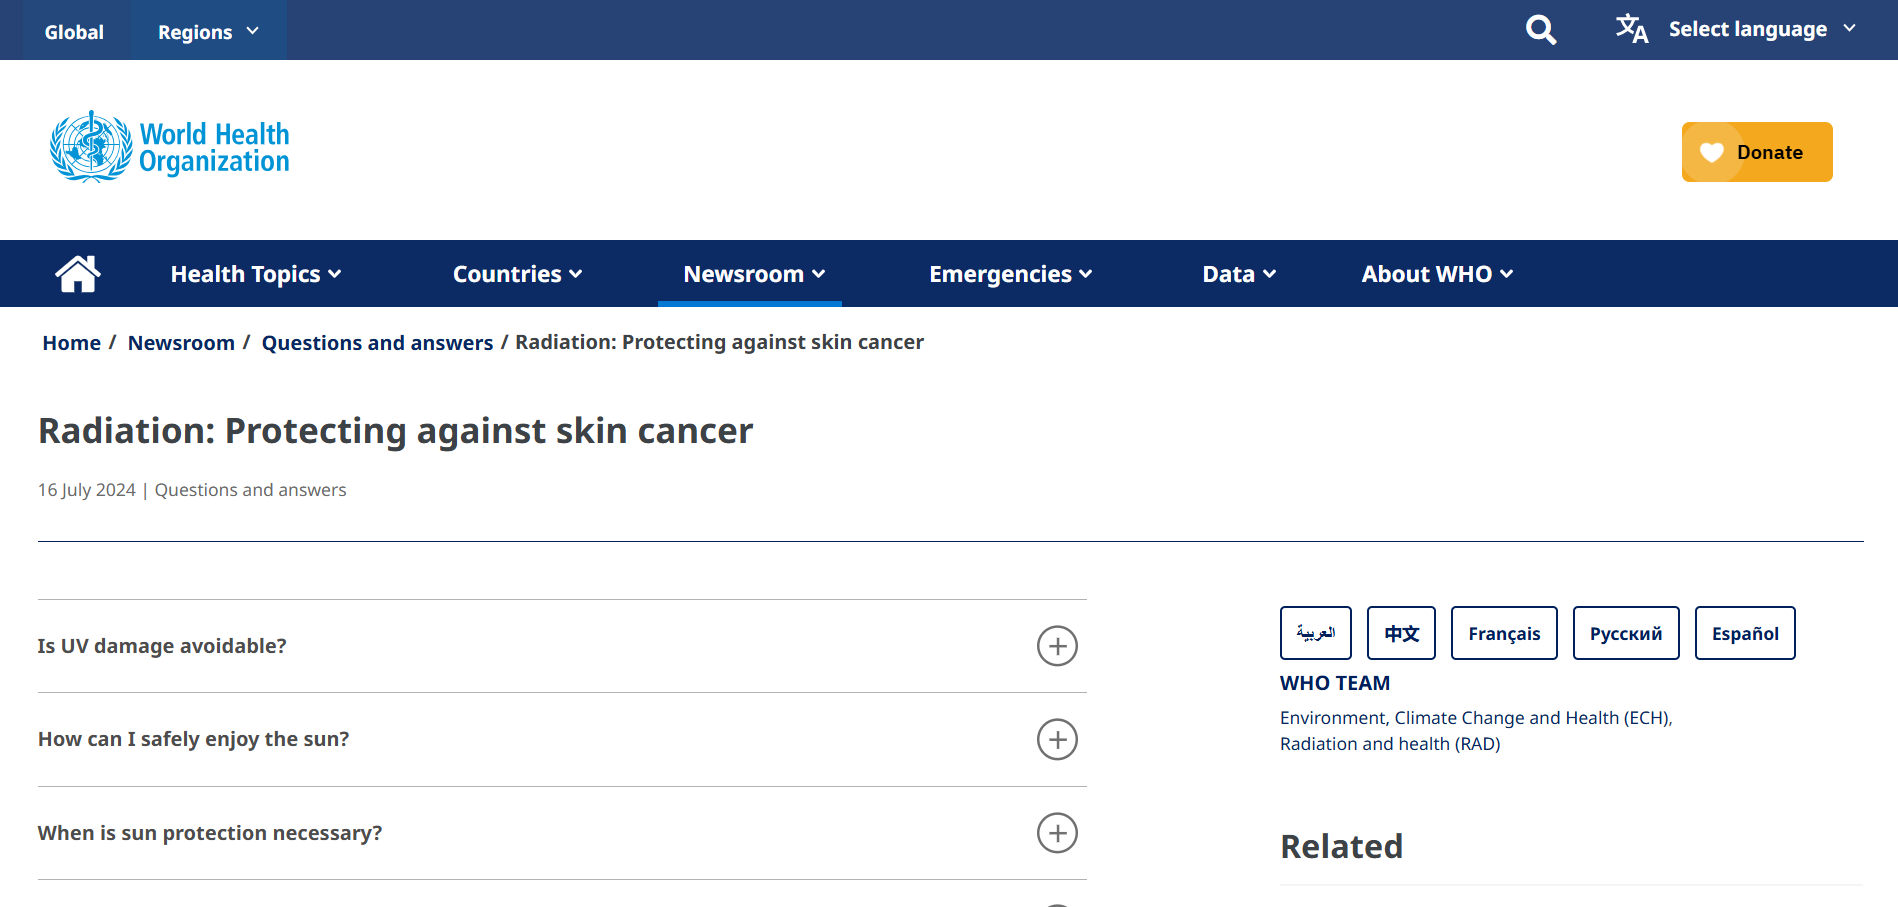 Global
Regions
Select language
World Health
Organization
Donate
Health Topics
Countries
Newsroom
Emergencies
Data
About WHO
Home / Newsroom / Questions and answers / Radiation: Protecting against skin cancer
Radiation: Protecting against skin cancer
16 July 2024 | Questions and answers
Is UV damage avoidable?
How can I safely enjoy the sun?
When is sun protection necessary?
العربية
中文
Français
Русский
Español
WHO TEAM
Environment, Climate Change and Health (ECH),
Radiation and health (RAD)
Related